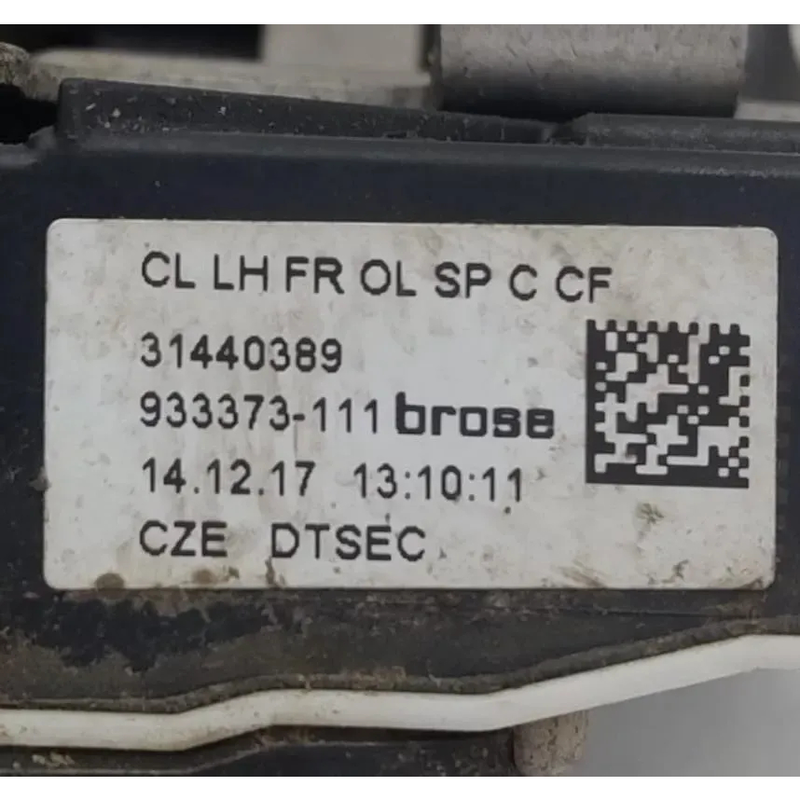 CL LH FR OL SP C CF
31440389
933373-111 brose
14.12.17 13:10:11
CZE DTSEC